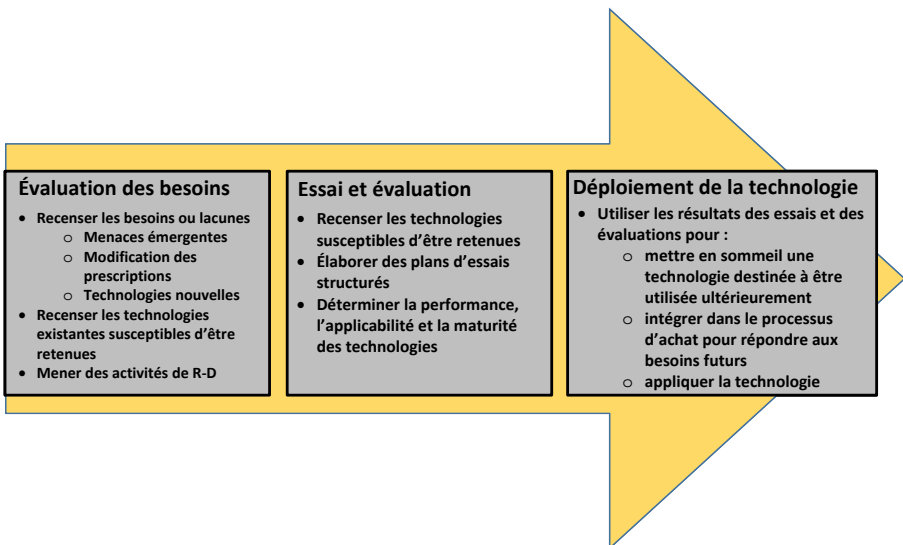 Évaluation des besoins
• Recenser les besoins ou lacunes
o Menaces émergentes
o Modification des
prescriptions
o Technologies nouvelles
• Recenser les technologies
existantes susceptibles d’être
retenues
• Mener des activités de R-D
Essai et évaluation
• Recenser les technologies
susceptibles d’être retenues
• Élaborer des plans d’essais
structurés
• Déterminer la performance,
l’applicabilité et la maturité
des technologies
Déploiement de la technologie
• Utiliser les résultats des essais et des
évaluations pour :
o mettre en sommeil une
technologie destinée à être
utilisée ultérieurement
o intégrer dans le processus
d’achat pour répondre aux
besoins futurs
o appliquer la technologie